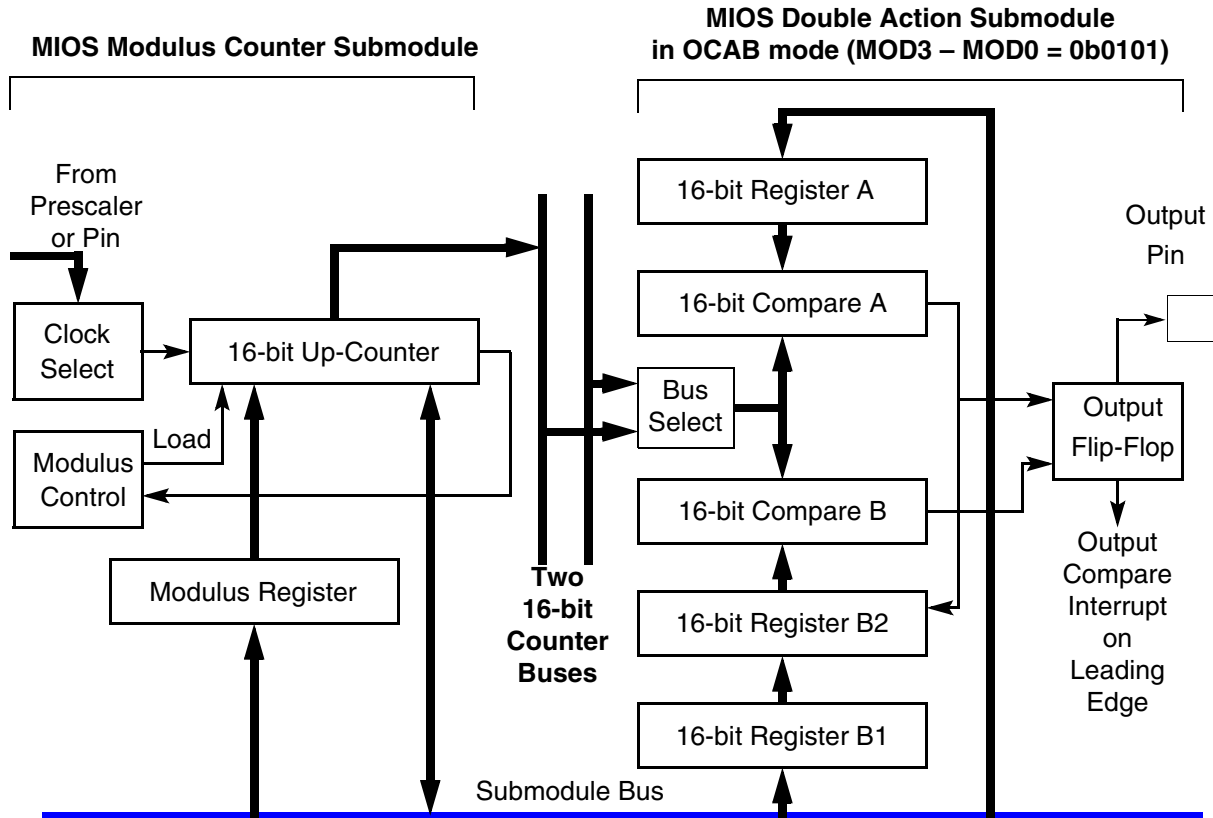 MIOS Modulus Counter Submodule
MIOS Double Action Submodule
in OCAB mode (MOD3 – MOD0 = 0b0101)
From
Prescaler
or Pin
Clock
Select
16-bit Up-Counter
Load
Modulus
Control
Modulus Register
Two
16-bit
Counter
Buses
Bus
Select
16-bit Register A
16-bit Compare A
16-bit Compare B
16-bit Register B2
16-bit Register B1
Output
Pin
Output
Flip-Flop
Output
Compare
Interrupt
on
Leading
Edge
Submodule Bus